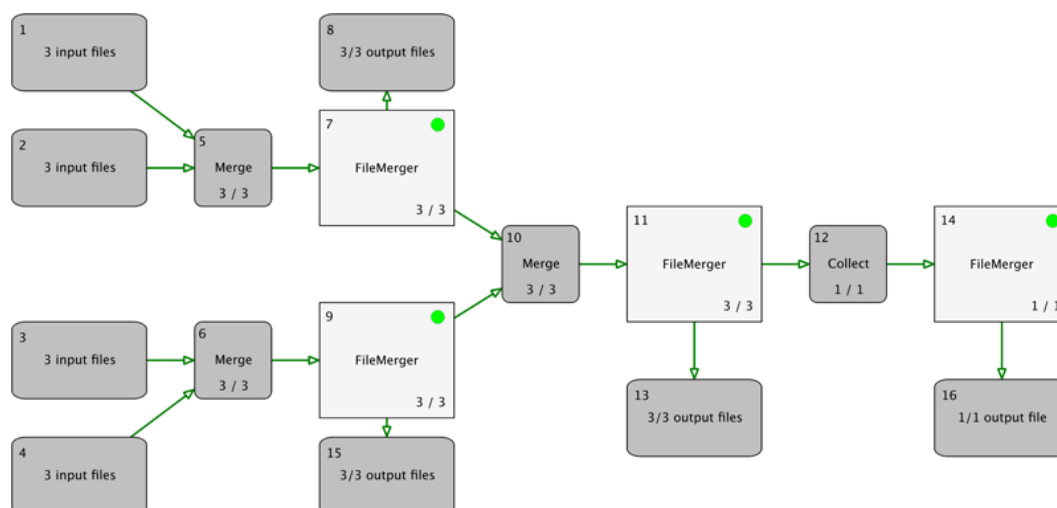 1
3 input files
8
3/3 output files
2
3 input files
5
Merge
3 / 3
7
FileMerger
3 / 3
10
Merge
3 / 3
11
FileMerger
3 / 3
12
Collect
1 / 1
14
FileMerger
1 / 1
3
3 input files
6
Merge
3 / 3
9
FileMerger
3 / 3
13
3/3 output files
16
1/1 output file
4
3 input files
15
3/3 output files